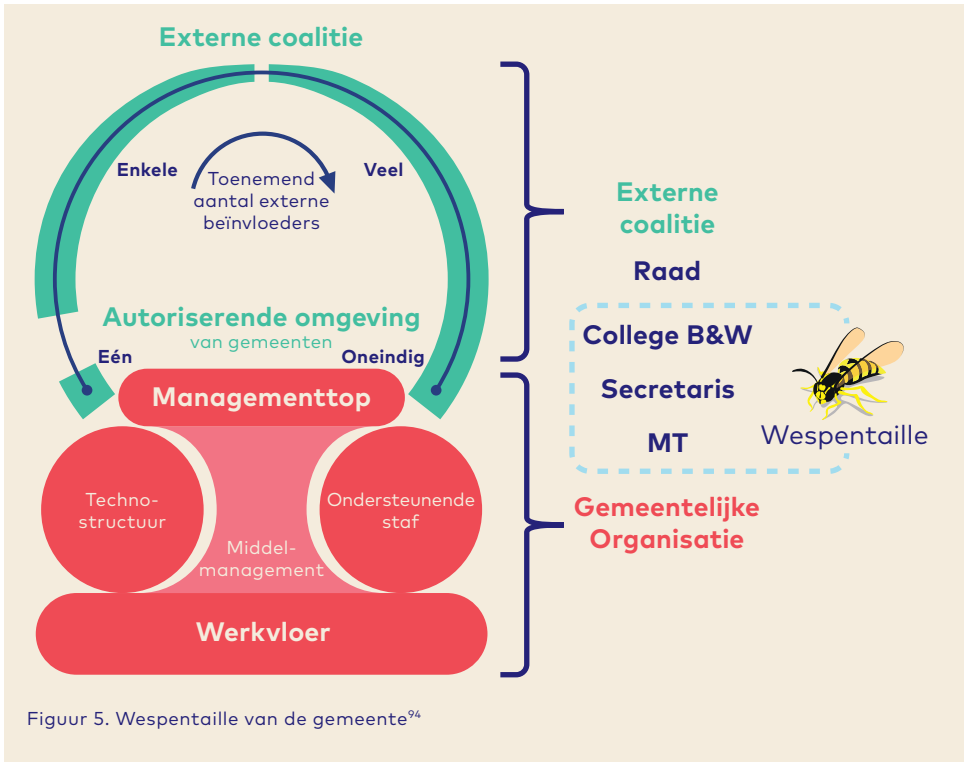 Externe coalitie
Enkele
Veel
Toenemend
aantal externe
beïnvloeders
Autoriserende omgeving
van gemeenten
Eén
Oneindig
Managementtop
Techno-
structuur
Ondersteunende
staf
Middel-
management
Werkvloer
Externe
coalitie
Raad
College B&W
Secretaris
MT
Wespentaille
Gemeentelijke
Organisatie
Figuur 5. Wespentaille van de gemeente⁹⁴